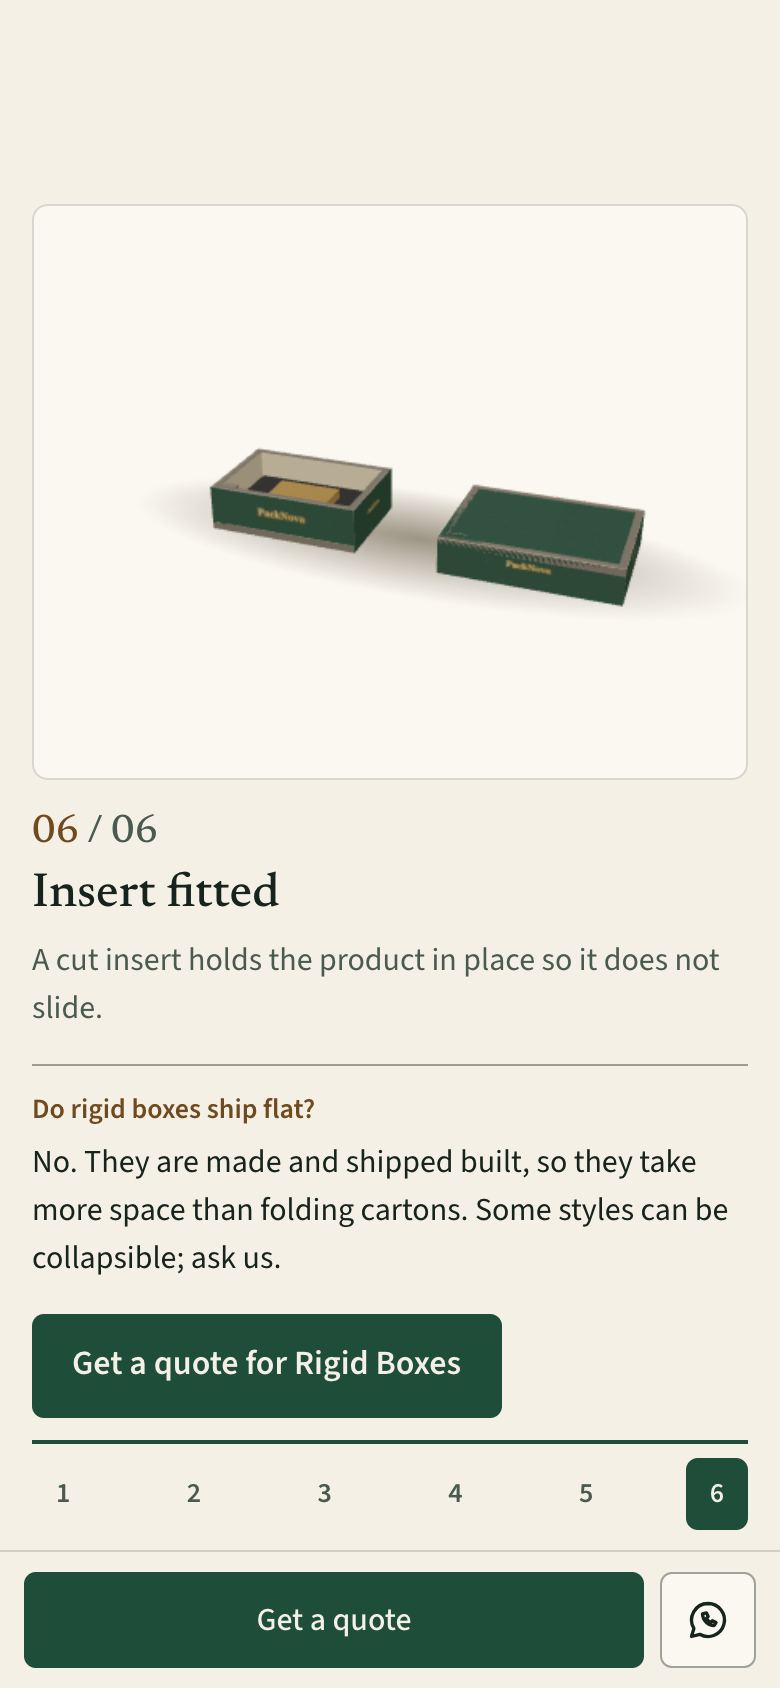 PackNova
PackNova
06 / 06
Insert fitted
A cut insert holds the product in place so it does not
slide.
Do rigid boxes ship flat?
No. They are made and shipped built, so they take
more space than folding cartons. Some styles can be
collapsible; ask us.
Get a quote for Rigid Boxes
1 2 3 4 5 6
Get a quote